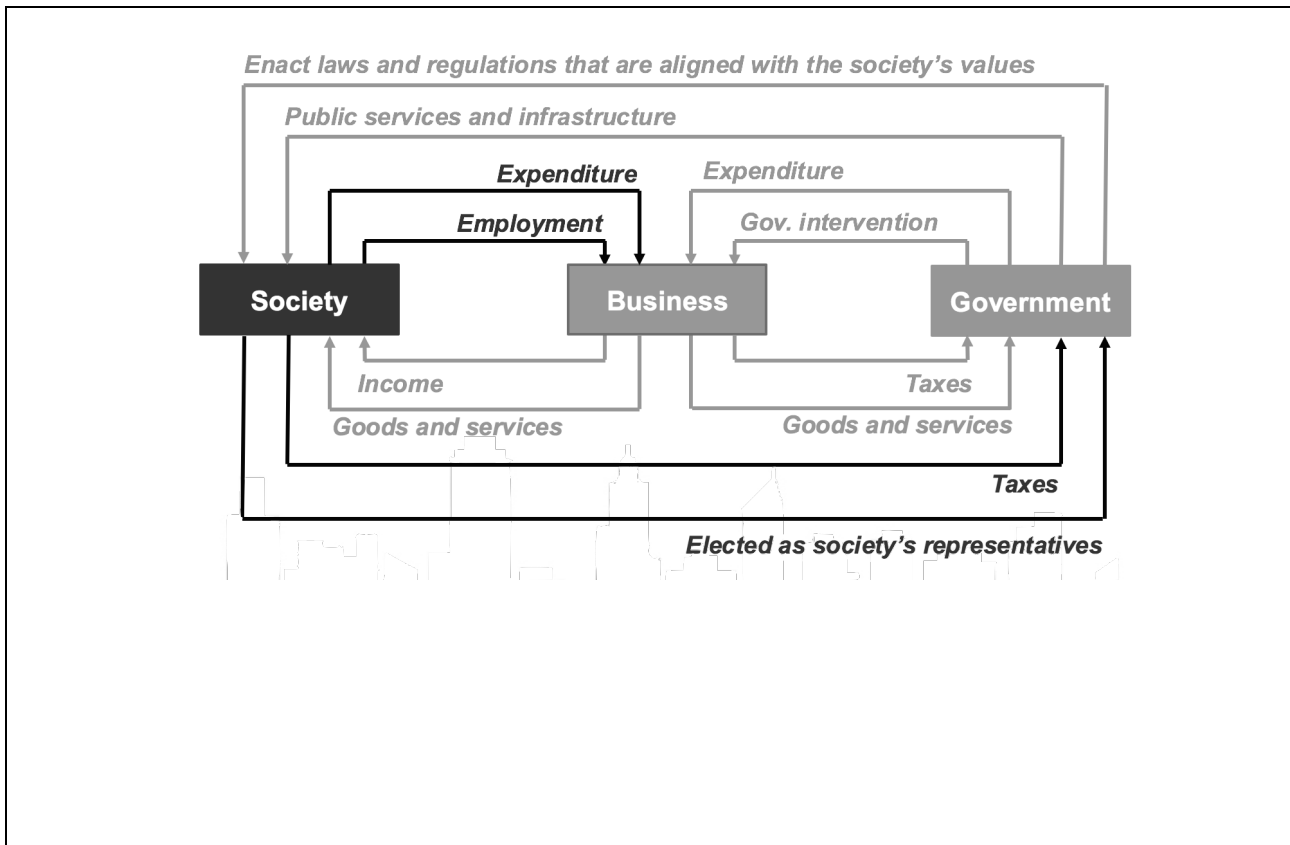 Enact laws and regulations that are aligned with the society’s values
Public services and infrastructure
Expenditure
Expenditure
Employment
Gov. intervention
Society
Business
Government
Income
Taxes
Goods and services
Goods and services
Taxes
Elected as society’s representatives